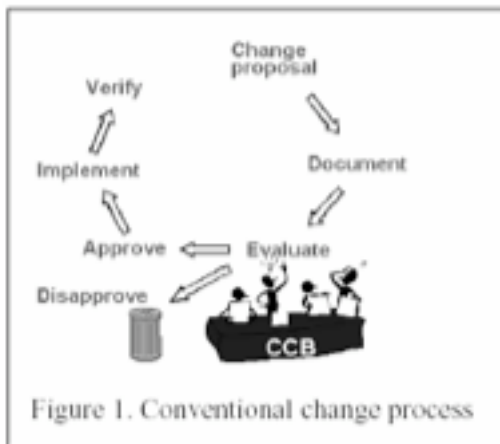 Change
proposal
Verify
Document
Implement
Evaluate
Approve
Disapprove
CCB
Figure 1. Conventional change process